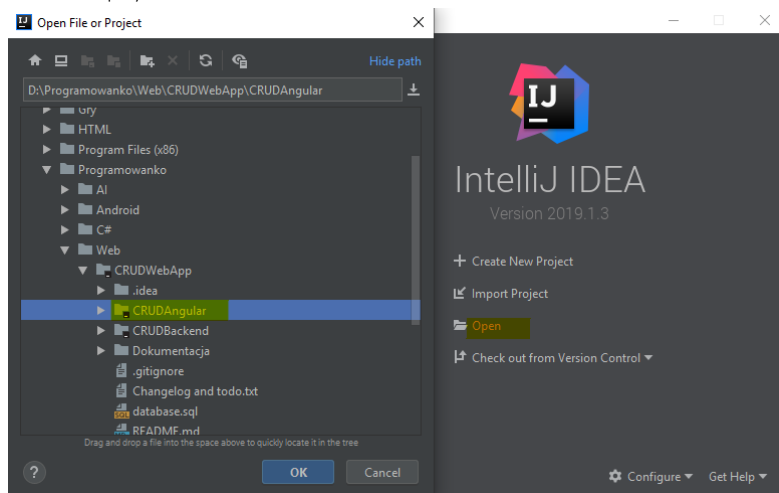 Open File or Project
Hide path
D:\Programowanko\Web\CRUDWebApp\CRUDAngular
Gry
HTML
Program Files (x86)
Programowanko
AI
Android
C#
Web
CRUDWebApp
.idea
CRUDAngular
CRUDBackend
Dokumentacja
.gitignore
Changelog and todo.txt
database.sql
README.md
Drag and drop a file into the space above to quickly locate it in the tree
?
OK
Cancel
IJ
IntelliJ IDEA
Version 2019.1.3
Create New Project
Import Project
Open
Check out from Version Control
Configure
Get Help